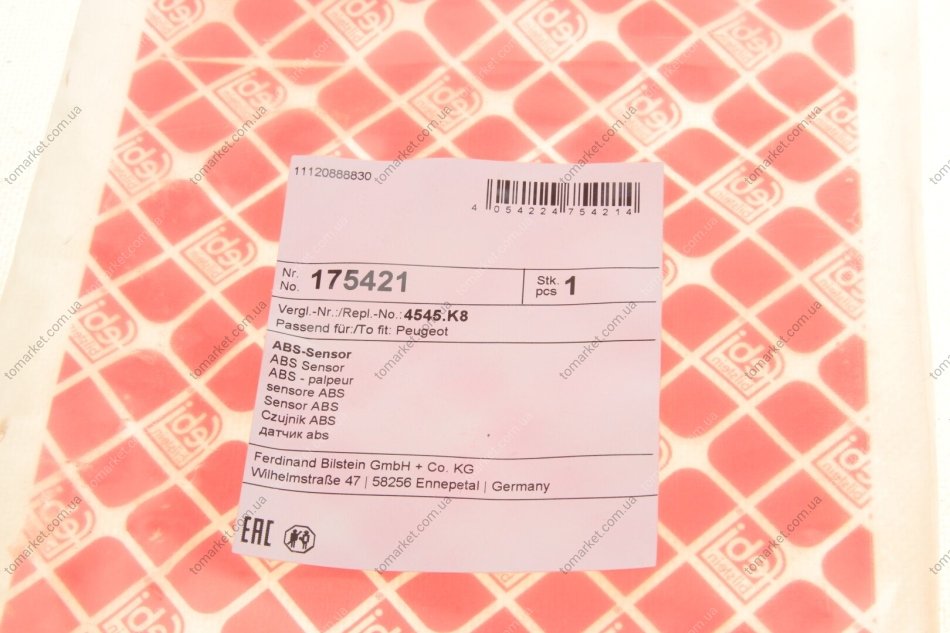 11120888830
4 054224 754214
Nr. No. 175421
Stk. pcs 1
Vergl.-Nr.:/Repl.-No.: 4545.K8
Passend für:/To fit: Peugeot
ABS-Sensor
ABS Sensor
ABS - palpeur
sensore ABS
Sensor ABS
Czujnik ABS
датчик abs
Ferdinand Bilstein GmbH + Co. KG
Wilhelmstraße 47 | 58256 Ennepetal | Germany
EAC
febi
bilstein
tomarket.com.ua